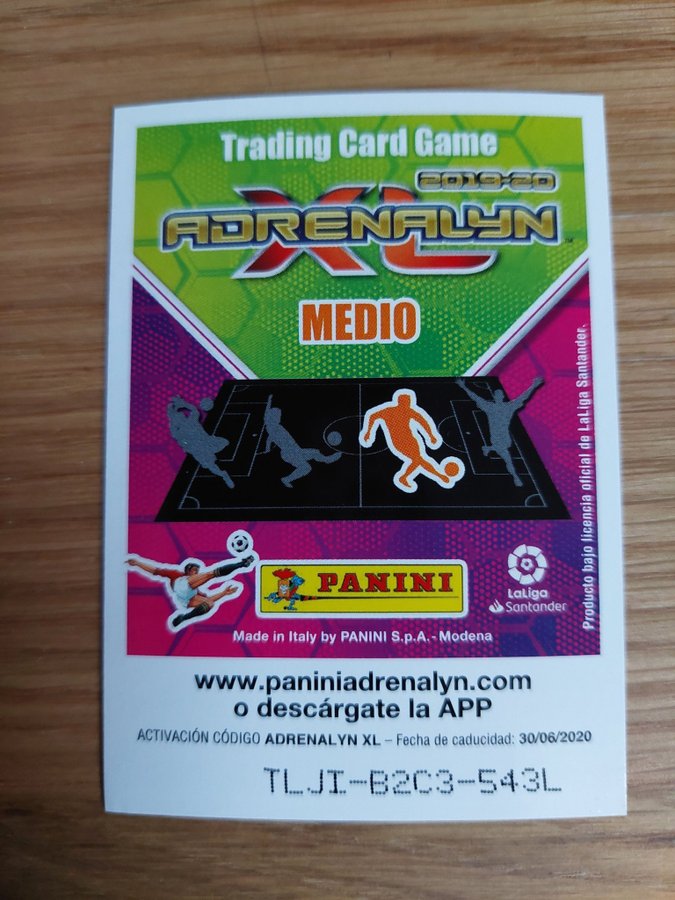 Trading Card Game
2019-20
ADRENALYN XL™
MEDIO
Producto bajo licencia oficial de LaLiga Santander.
PANINI
LaLiga
Santander
Made in Italy by PANINI S.p.A. - Modena
www.paniniadrenalyn.com
o descárgate la APP
ACTIVACIÓN CÓDIGO ADRENALYN XL – Fecha de caducidad: 30/06/2020
TLJI-B2C3-543L